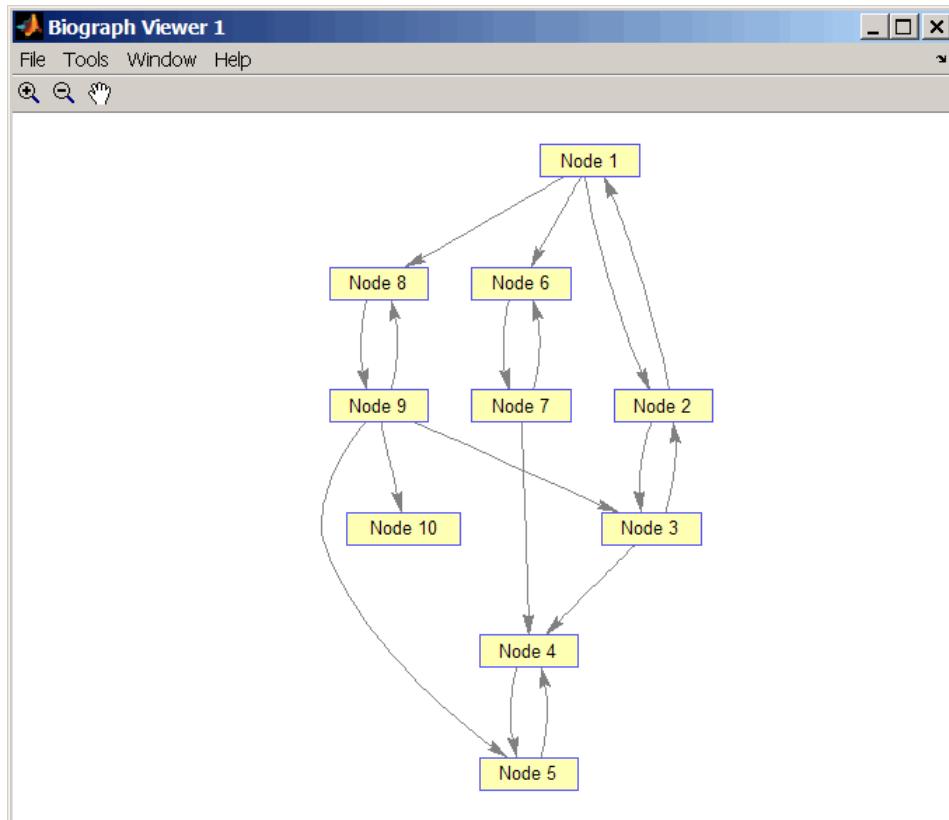 Biograph Viewer 1
File Tools Window Help
Node 1
Node 8
Node 6
Node 9
Node 7
Node 2
Node 10
Node 3
Node 4
Node 5